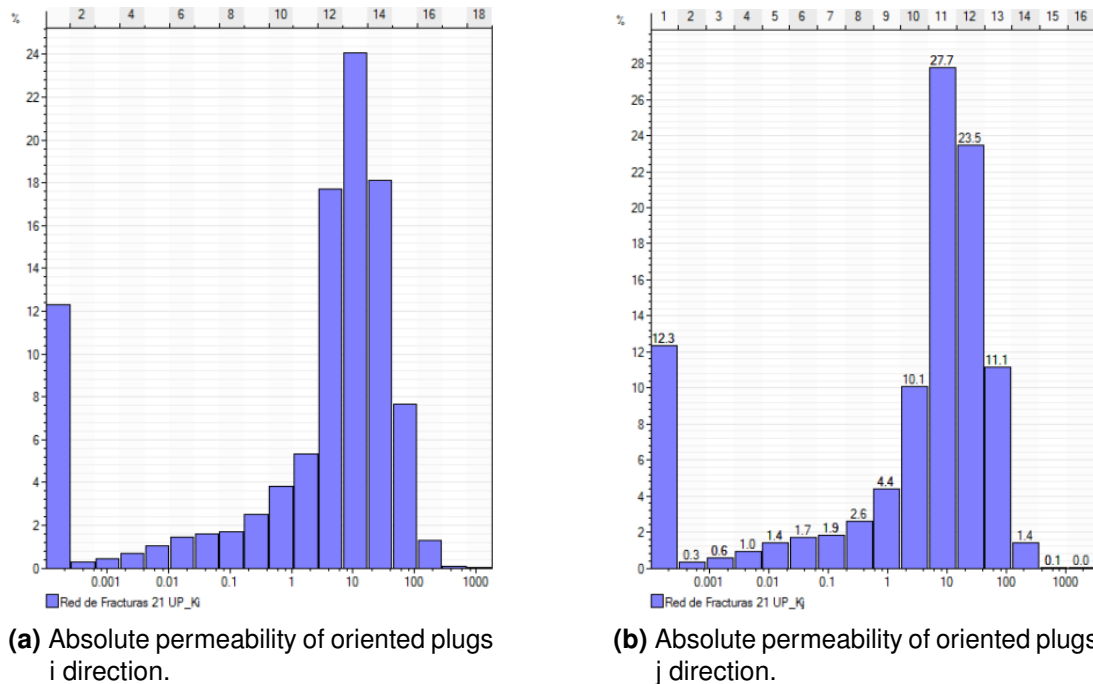 % 2 4 6 8 10 12 14 16 18
24
22
20
18
16
14
12
10
8
6
4
2
0
0.001 0.01 0.1 1 10 100 1000
Red de Fracturas 21 UP_Ki
(a) Absolute permeability of oriented plugs
i direction.
% 1 2 3 4 5 6 7 8 9 10 11 12 13 14 15 16
28
26
24
22
20
18
16
14
12
10
8
6
4
2
0
12.3 0.3 0.6 1.0 1.4 1.7 1.9 2.6 4.4 10.1 27.7 23.5 11.1 1.4 0.1 0.0
0.001 0.01 0.1 1 10 100 1000
Red de Fracturas 21 UP_Kj
(b) Absolute permeability of oriented plugs
j direction.